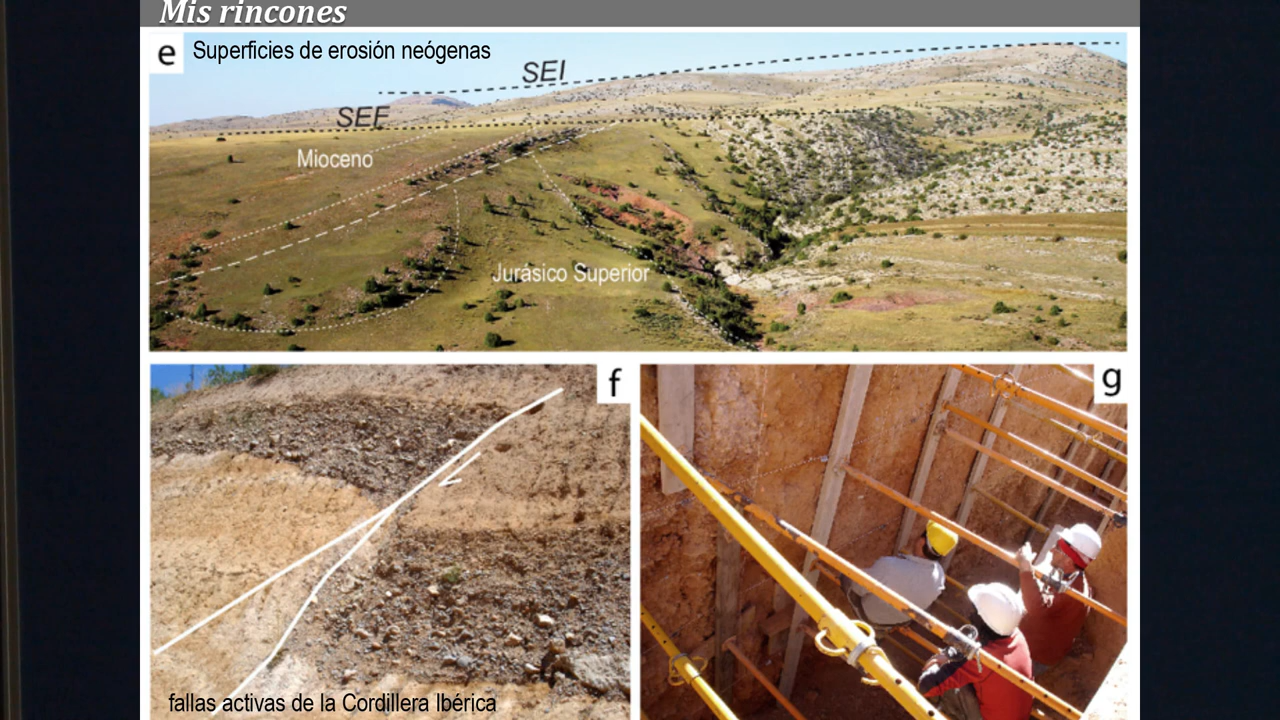 Mis rincones
e
Superficies de erosión neógenas
SEI
SEF
Mioceno
Jurásico Superior
f
g
fallas activas de la Cordillera Ibérica